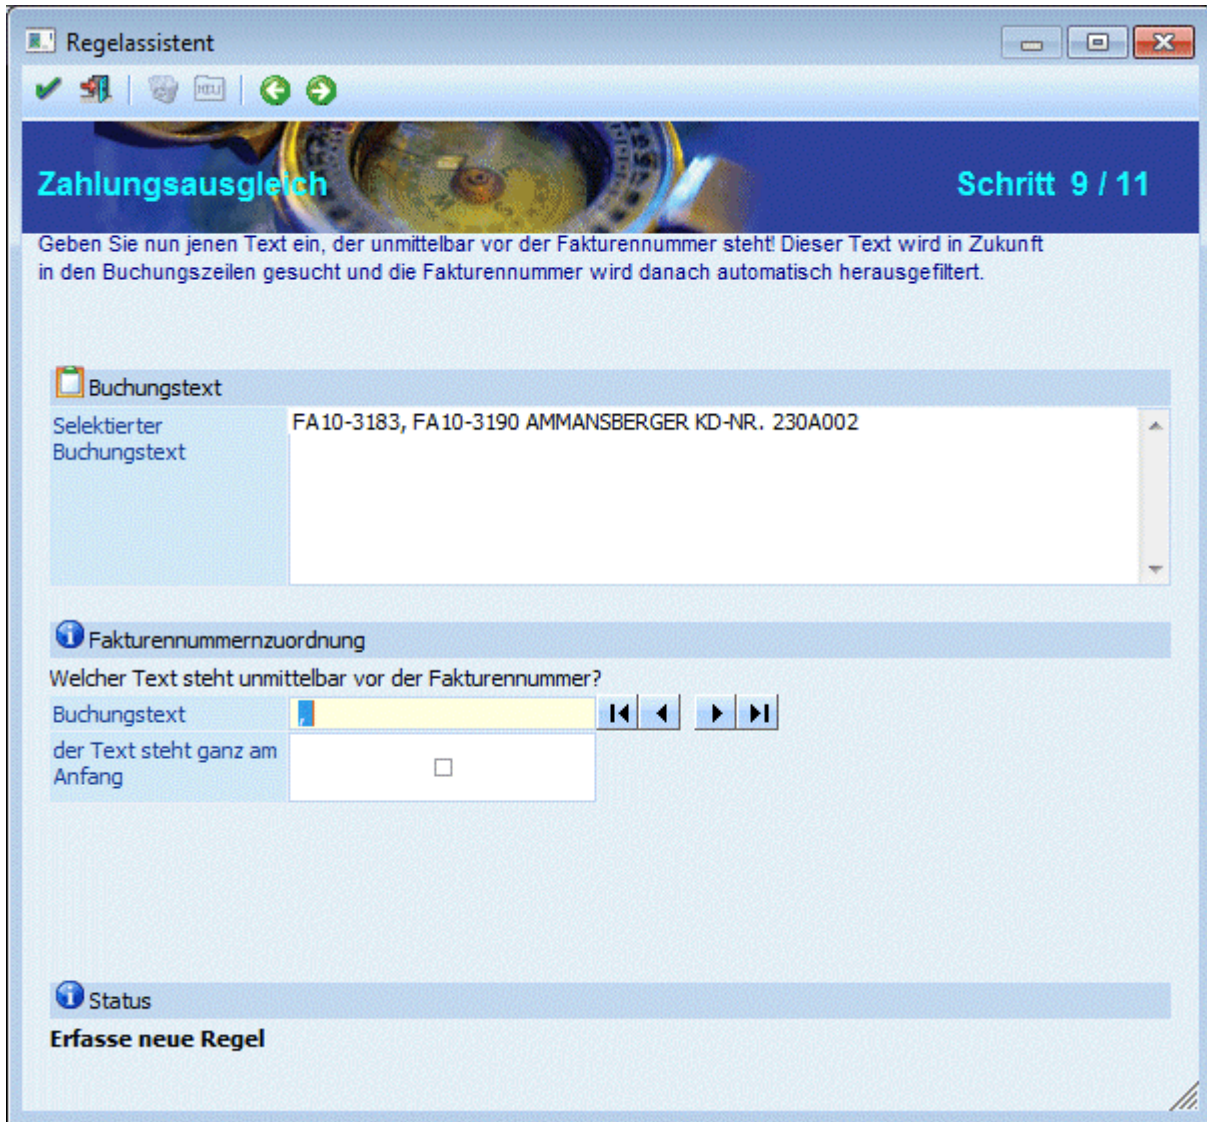 Regelassistent
NEU
Zahlungsausgleich
Schritt 9 / 11
Geben Sie nun jenen Text ein, der unmittelbar vor der Fakturennummer steht! Dieser Text wird in Zukunft
in den Buchungszeilen gesucht und die Fakturennummer wird danach automatisch herausgefiltert.
Buchungstext
Selektierter
Buchungstext
FA10-3183, FA10-3190 AMMANSBERGER KD-NR. 230A002
Fakturennummernzuordnung
Welcher Text steht unmittelbar vor der Fakturennummer?
Buchungstext
,
der Text steht ganz am
Anfang
Status
Erfasse neue Regel